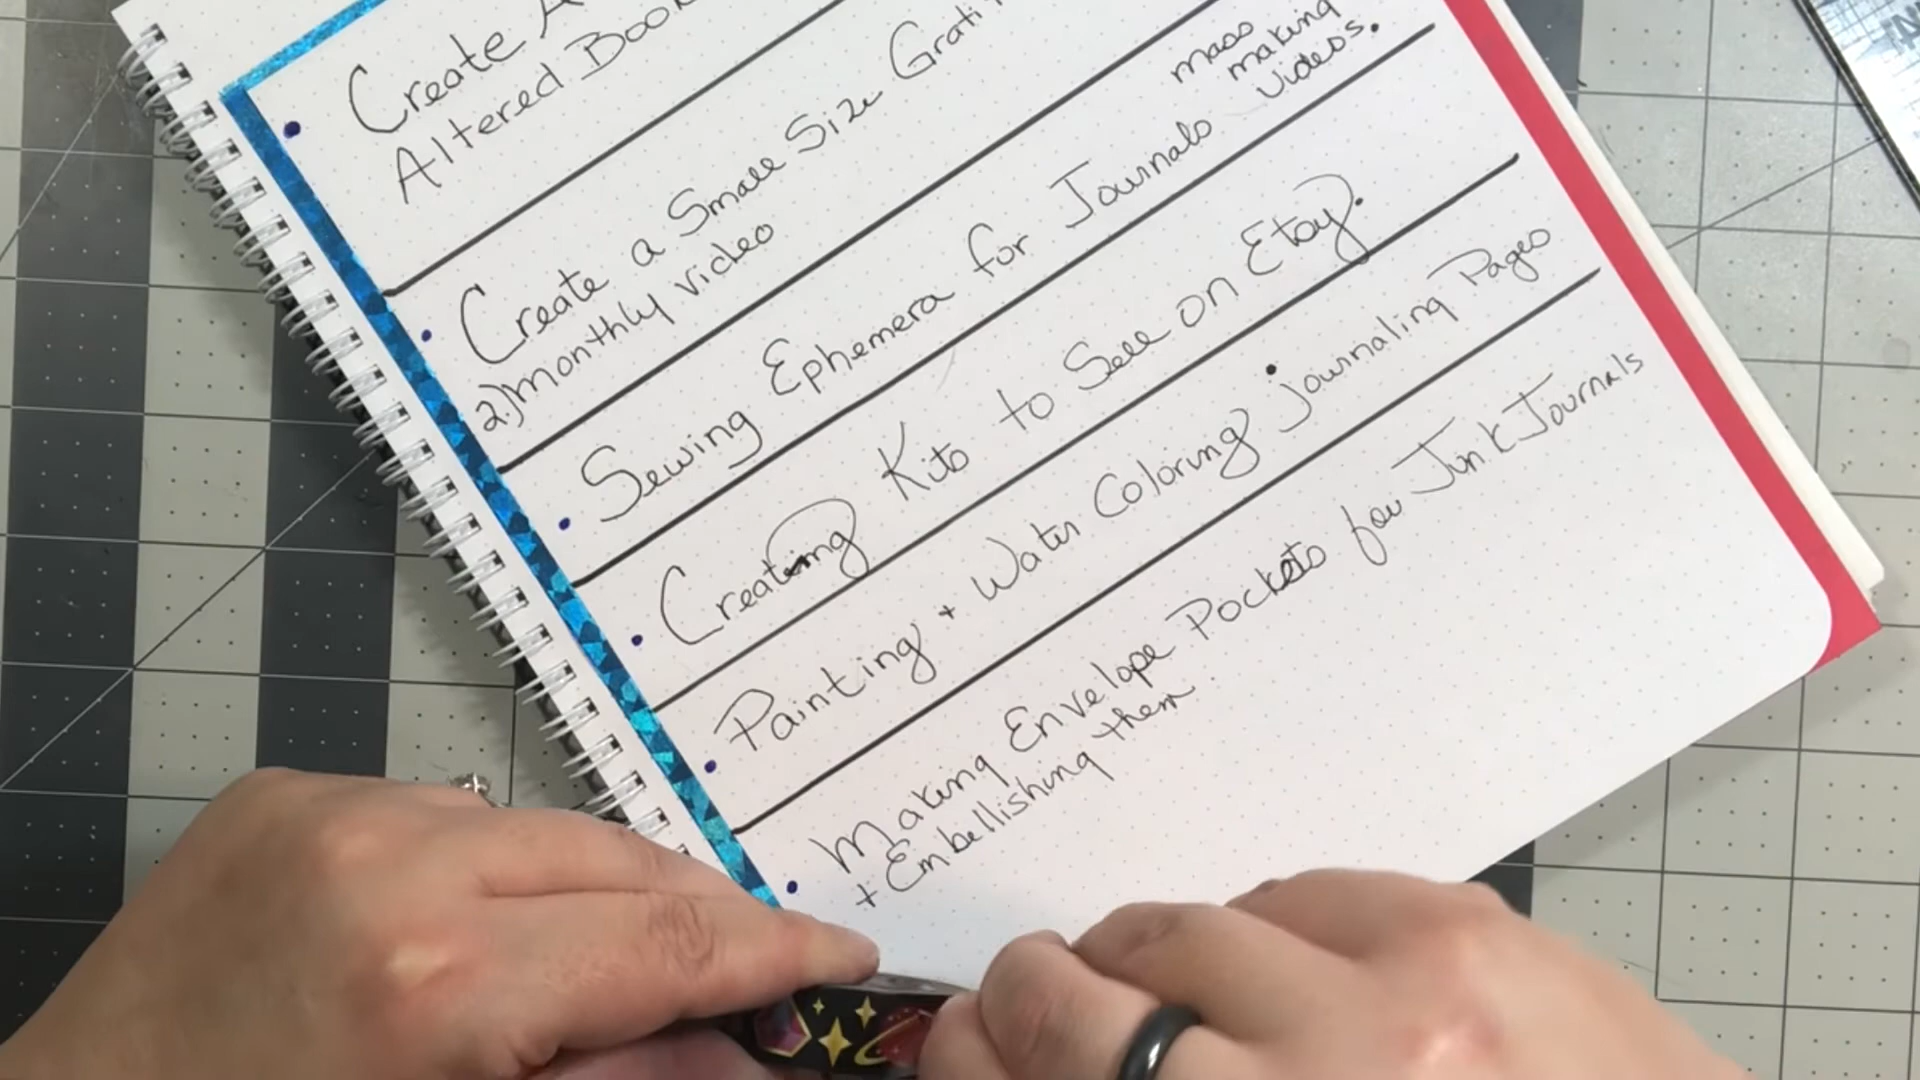 Create
Altered Book
Create a Small Size Grati
2.) monthly video
Sewing Ephemera for Journals
mass
making
videos.
Creating Kits to Sell on Etsy.
Painting + Water Coloring Journaling Pages
Making Envelope Pockets for Junk Journals
+ Embellishing them.